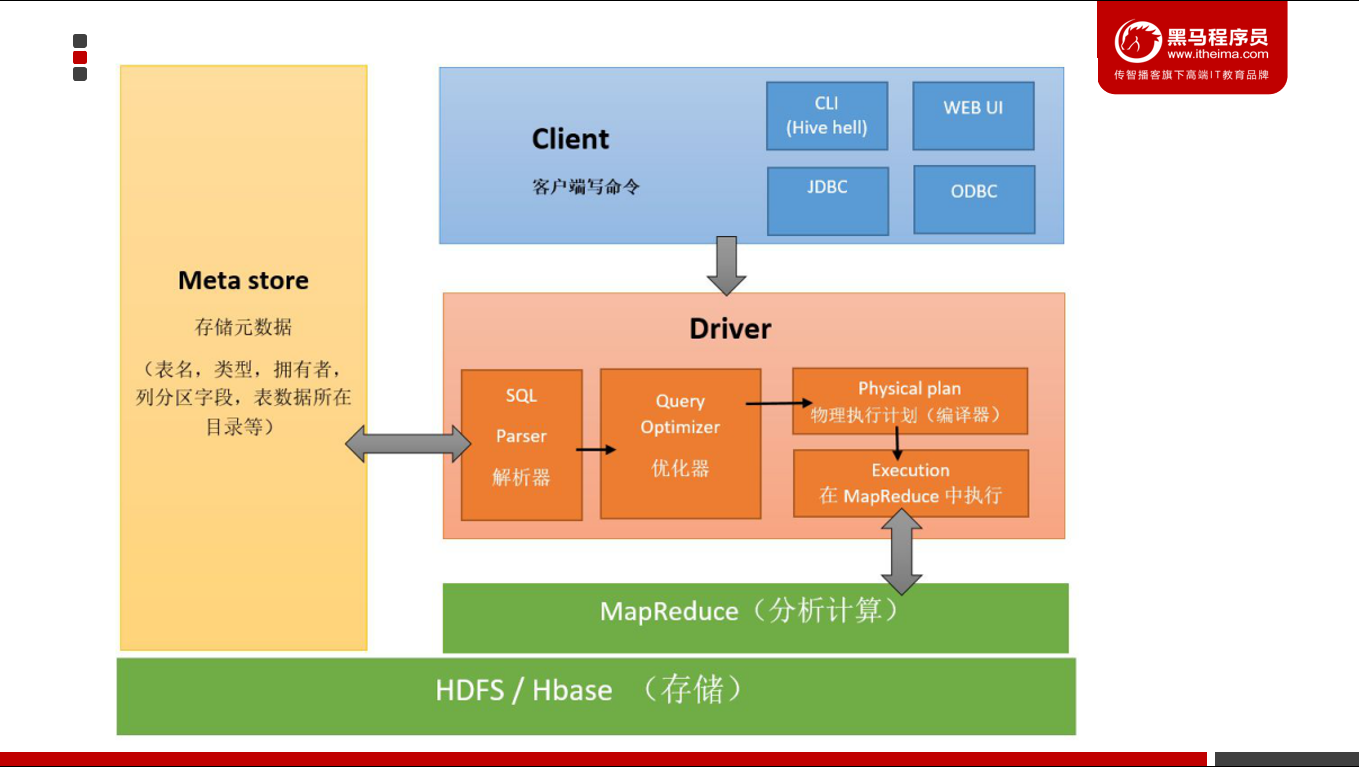 黑马程序员
www.itheima.com
传智播客旗下高端IT教育品牌
Meta store
存储元数据
（表名，类型，拥有者，
列分区字段，表数据所在
目录等）
Client
客户端写命令
CLI
(Hive hell)
WEB UI
JDBC
ODBC
Driver
SQL
Parser
解析器
Query
Optimizer
优化器
Physical plan
物理执行计划（编译器）
Execution
在 MapReduce 中执行
MapReduce（分析计算）
HDFS / Hbase （存储）